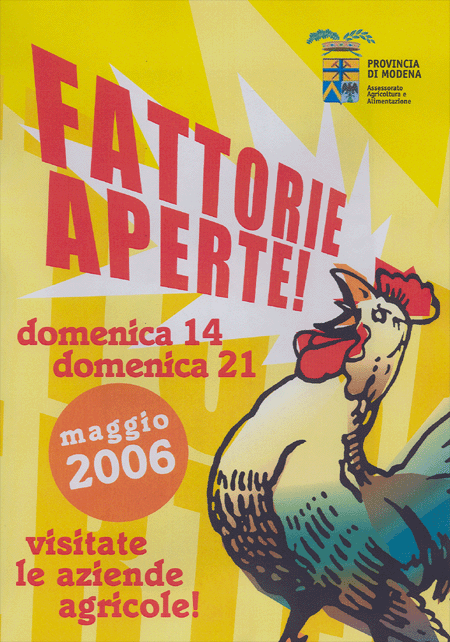 PROVINCIA
DI MODENA
Assessorato
Agricoltura e
Alimentazione
FATTORIE
APERTE!
domenica 14
domenica 21
maggio
2006
visitate
le aziende
agricole!